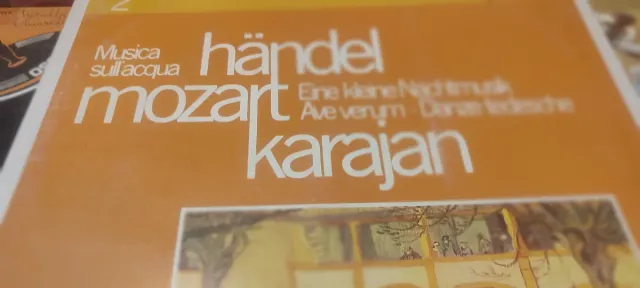 2
Musica
sull'acqua
händel
mozart
Eine kleine Nachtmusik
Ave verum · Danze tedesche
karajan